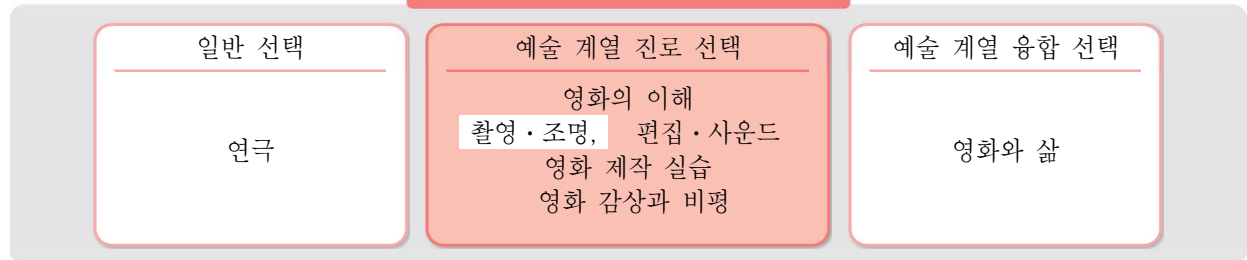 일반 선택
연극
예술 계열 진로 선택
영화의 이해
촬영・조명, 편집・사운드
영화 제작 실습
영화 감상과 비평
예술 계열 융합 선택
영화와 삶